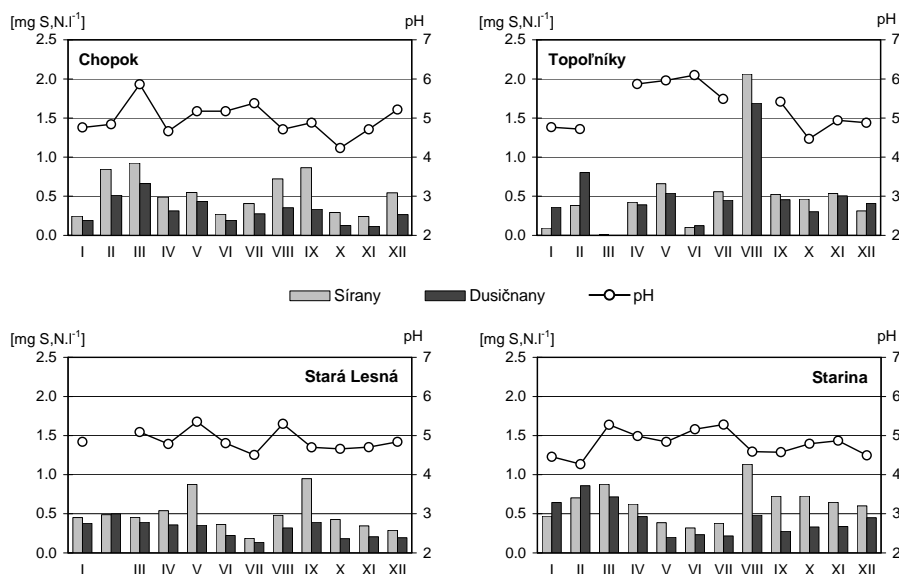 [mg S,N.l-1] pH
2.5 7
Chopok
2.0 6
1.5 5
1.0 4
0.5 3
0.0 2
I II III IV V VI VII VIII IX X XI XII
[mg S,N.l-1] pH
2.5 7
Topoľníky
2.0 6
1.5 5
1.0 4
0.5 3
0.0 2
I II III IV V VI VII VIII IX X XI XII
Sírany Dusičnany pH
[mg S,N.l-1] pH
2.5 7
Stará Lesná
2.0 6
1.5 5
1.0 4
0.5 3
0.0 2
I III IV V VI VII VIII IX X XI XII
[mg S,N.l-1] pH
2.5 7
Starina
2.0 6
1.5 5
1.0 4
0.5 3
0.0 2
I II III IV V VI VII VIII IX X XI XII